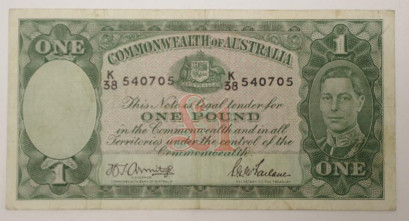 COMMONWEALTH OF AUSTRALIA
ONE 1
K/38 540705 K/38 540705
This Note is Legal tender for
ONE POUND
in the Commonwealth and in all
Territories under the control of the
Commonwealth.
1 ONE